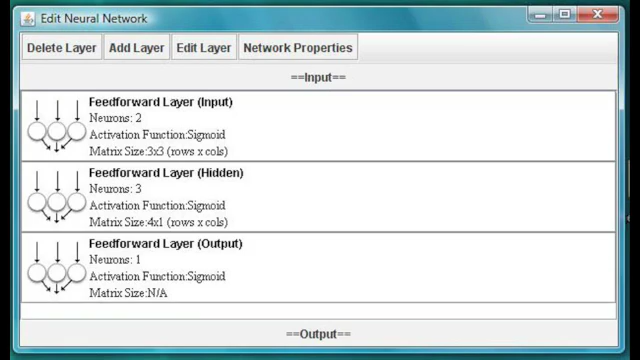 Edit Neural Network
Delete Layer Add Layer Edit Layer Network Properties
==Input==
Feedforward Layer (Input)
Neurons: 2
Activation Function:Sigmoid
Matrix Size:3x3 (rows x cols)
Feedforward Layer (Hidden)
Neurons: 3
Activation Function:Sigmoid
Matrix Size:4x1 (rows x cols)
Feedforward Layer (Output)
Neurons: 1
Activation Function:Sigmoid
Matrix Size:N/A
==Output==